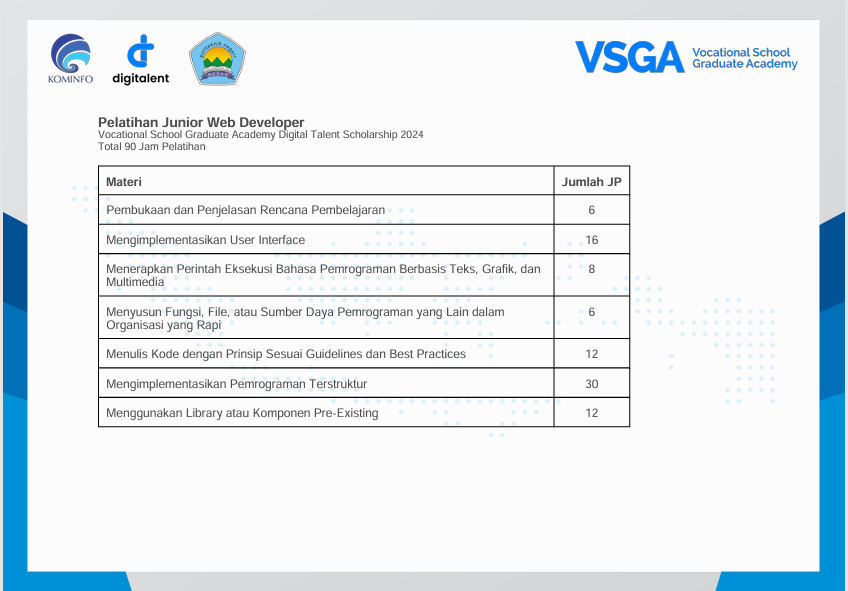 KOMINFO
digitalent
politeknik negeri
MEDAN
VSGA
Vocational School
Graduate Academy
Pelatihan Junior Web Developer
Vocational School Graduate Academy Digital Talent Scholarship 2024
Total 90 Jam Pelatihan
Materi Jumlah JP
Pembukaan dan Penjelasan Rencana Pembelajaran 6
Mengimplementasikan User Interface 16
Menerapkan Perintah Eksekusi Bahasa Pemrograman Berbasis Teks, Grafik, dan 8
Multimedia
Menyusun Fungsi, File, atau Sumber Daya Pemrograman yang Lain dalam 6
Organisasi yang Rapi
Menulis Kode dengan Prinsip Sesuai Guidelines dan Best Practices 12
Mengimplementasikan Pemrograman Terstruktur 30
Menggunakan Library atau Komponen Pre-Existing 12